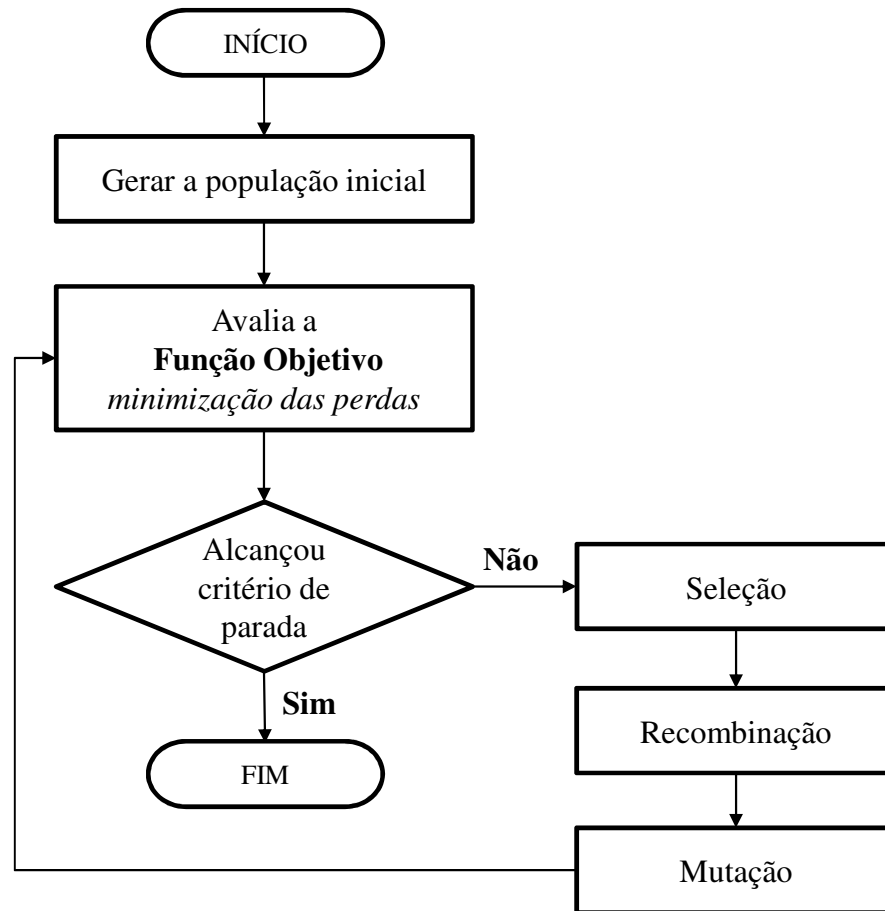 INÍCIO
Gerar a população inicial
Avalia a
Função Objetivo
minimização das perdas
Alcançou
critério de
parada
Não
Seleção
Sim
Recombinação
FIM
Mutação